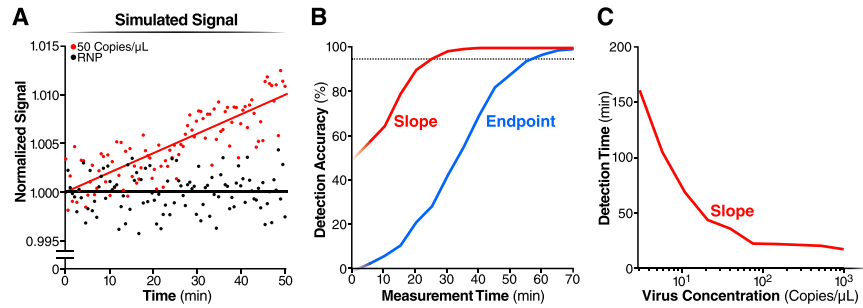 A
Simulated Signal
Normalized Signal
1.015
1.010
1.005
1.000
0.995
0
50 Copies/µL
RNP
0 10 20 30 40 50
Time (min)
B
Detection Accuracy (%)
100
80
60
40
20
0
Slope
Endpoint
0 10 20 30 40 50 60 70
Measurement Time (min)
C
Detection Time (min)
200
150
100
50
0
Slope
10¹ 10² 10³
Virus Concentration (Copies/µL)